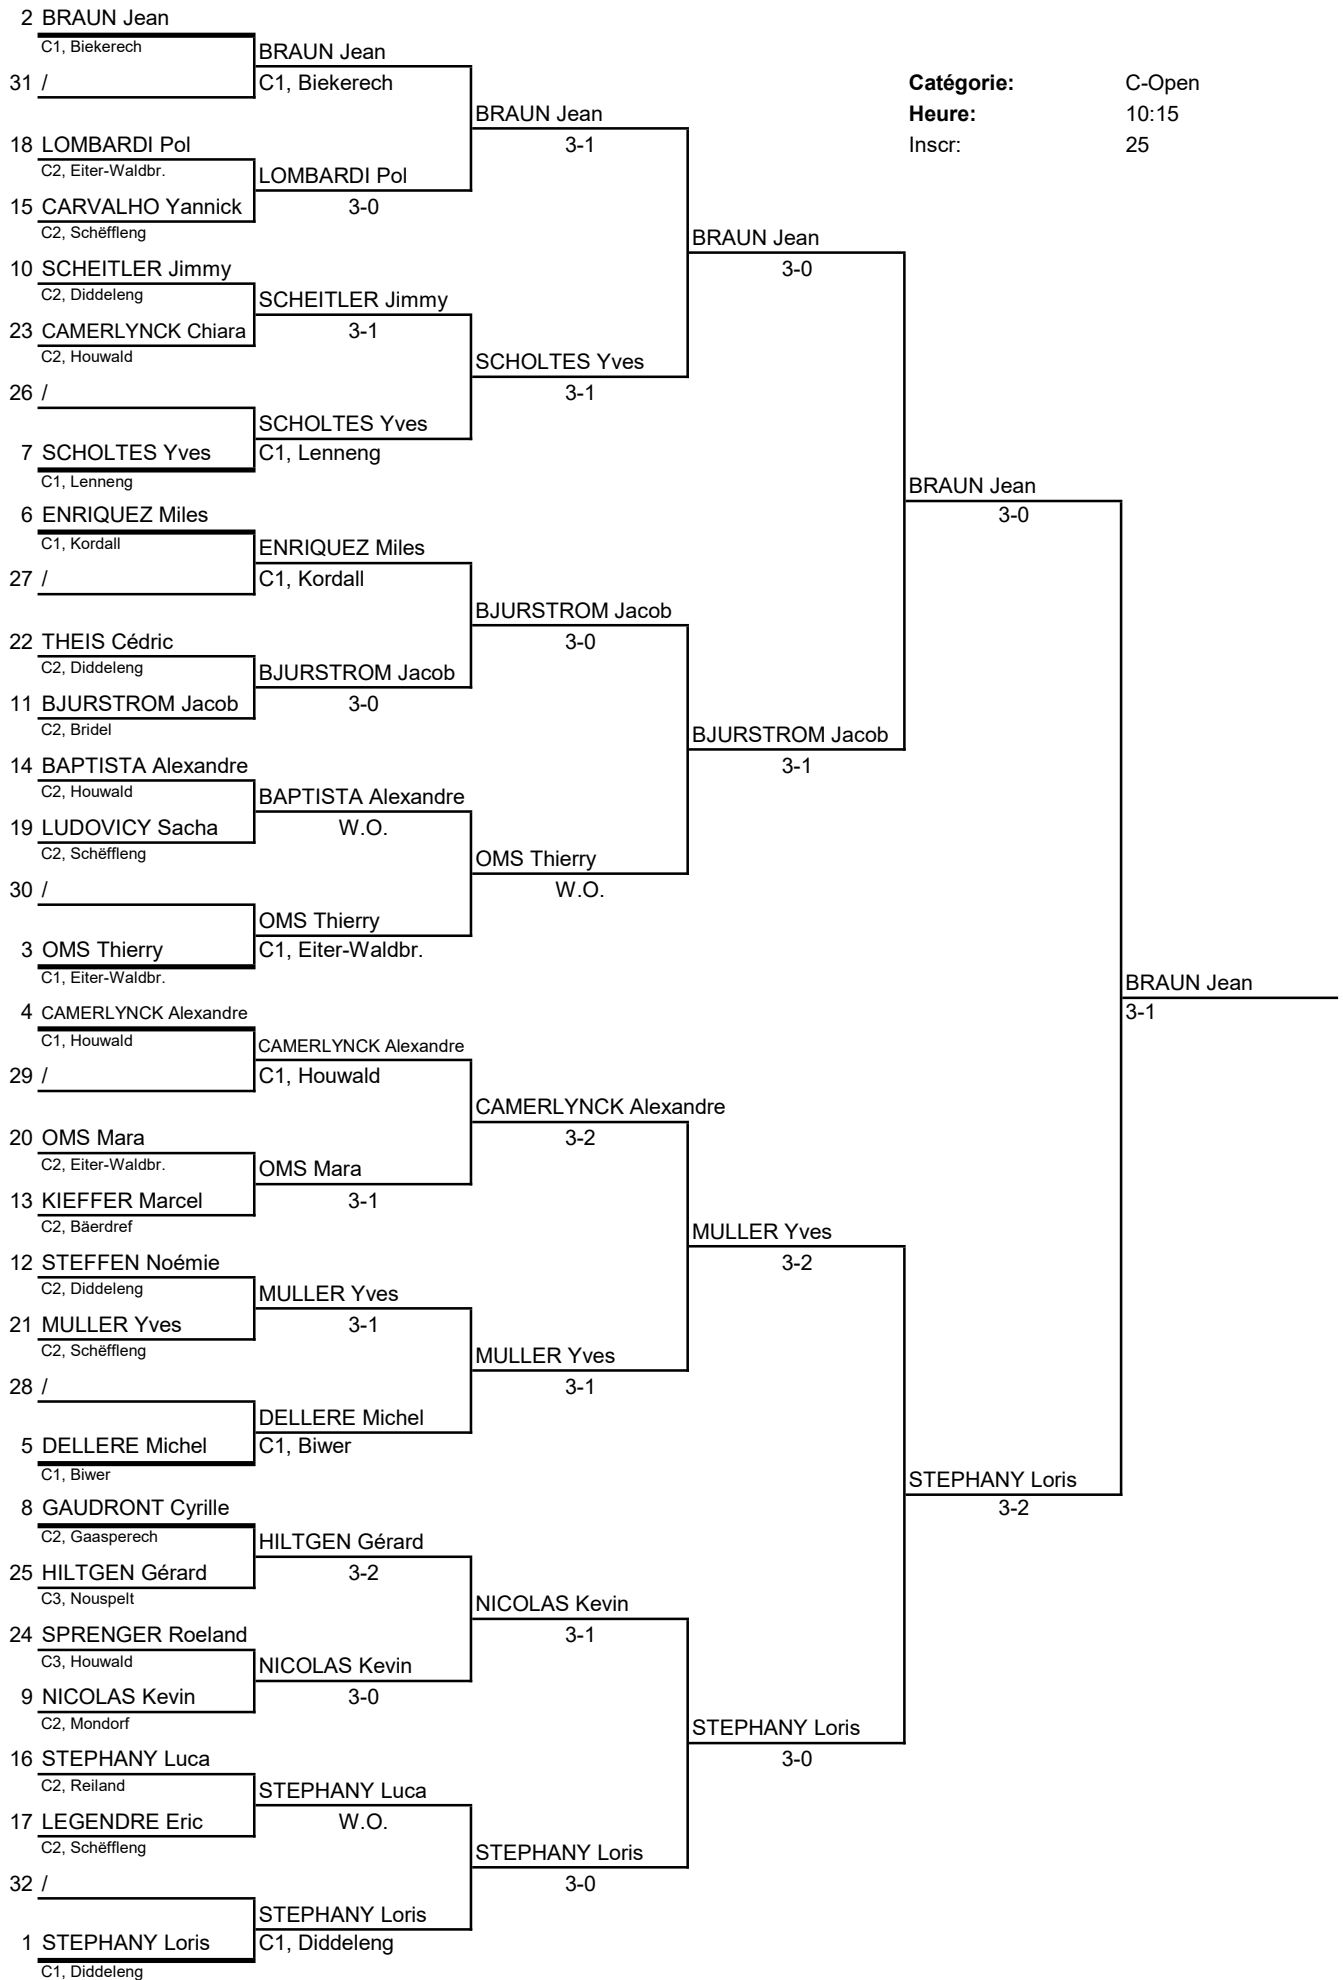 2 BRAUN Jean
C1, Biekerech
BRAUN Jean
31 /
C1, Biekerech
Catégorie: C-Open
BRAUN Jean
Heure: 10:15
18 LOMBARDI Pol
3-1
Inscr: 25
C2, Eiter-Waldbr.
LOMBARDI Pol
15 CARVALHO Yannick
3-0
C2, Schëffleng
BRAUN Jean
10 SCHEITLER Jimmy
3-0
C2, Diddeleng
SCHEITLER Jimmy
23 CAMERLYNCK Chiara
3-1
C2, Houwald
SCHOLTES Yves
26 /
3-1
SCHOLTES Yves
7 SCHOLTES Yves
C1, Lenneng
C1, Lenneng
BRAUN Jean
6 ENRIQUEZ Miles
3-0
C1, Kordall
ENRIQUEZ Miles
27 /
C1, Kordall
BJURSTROM Jacob
22 THEIS Cédric
3-0
C2, Diddeleng
BJURSTROM Jacob
11 BJURSTROM Jacob
3-0
C2, Bridel
BJURSTROM Jacob
14 BAPTISTA Alexandre
3-1
C2, Houwald
BAPTISTA Alexandre
19 LUDOVICY Sacha
W.O.
C2, Schëffleng
OMS Thierry
30 /
W.O.
OMS Thierry
3 OMS Thierry
C1, Eiter-Waldbr.
C1, Eiter-Waldbr.
BRAUN Jean
4 CAMERLYNCK Alexandre
3-1
C1, Houwald
CAMERLYNCK Alexandre
29 /
C1, Houwald
CAMERLYNCK Alexandre
20 OMS Mara
3-2
C2, Eiter-Waldbr.
OMS Mara
13 KIEFFER Marcel
3-1
C2, Bäerdref
MULLER Yves
12 STEFFEN Noémie
3-2
C2, Diddeleng
MULLER Yves
21 MULLER Yves
3-1
C2, Schëffleng
MULLER Yves
28 /
3-1
DELLERE Michel
5 DELLERE Michel
C1, Biwer
C1, Biwer
STEPHANY Loris
8 GAUDRONT Cyrille
3-2
C2, Gaasperech
HILTGEN Gérard
25 HILTGEN Gérard
3-2
C3, Nouspelt
NICOLAS Kevin
24 SPRENGER Roeland
3-1
C3, Houwald
NICOLAS Kevin
9 NICOLAS Kevin
3-0
C2, Mondorf
STEPHANY Loris
16 STEPHANY Luca
3-0
C2, Reiland
STEPHANY Luca
17 LEGENDRE Eric
W.O.
C2, Schëffleng
STEPHANY Loris
32 /
3-0
STEPHANY Loris
1 STEPHANY Loris
C1, Diddeleng
C1, Diddeleng